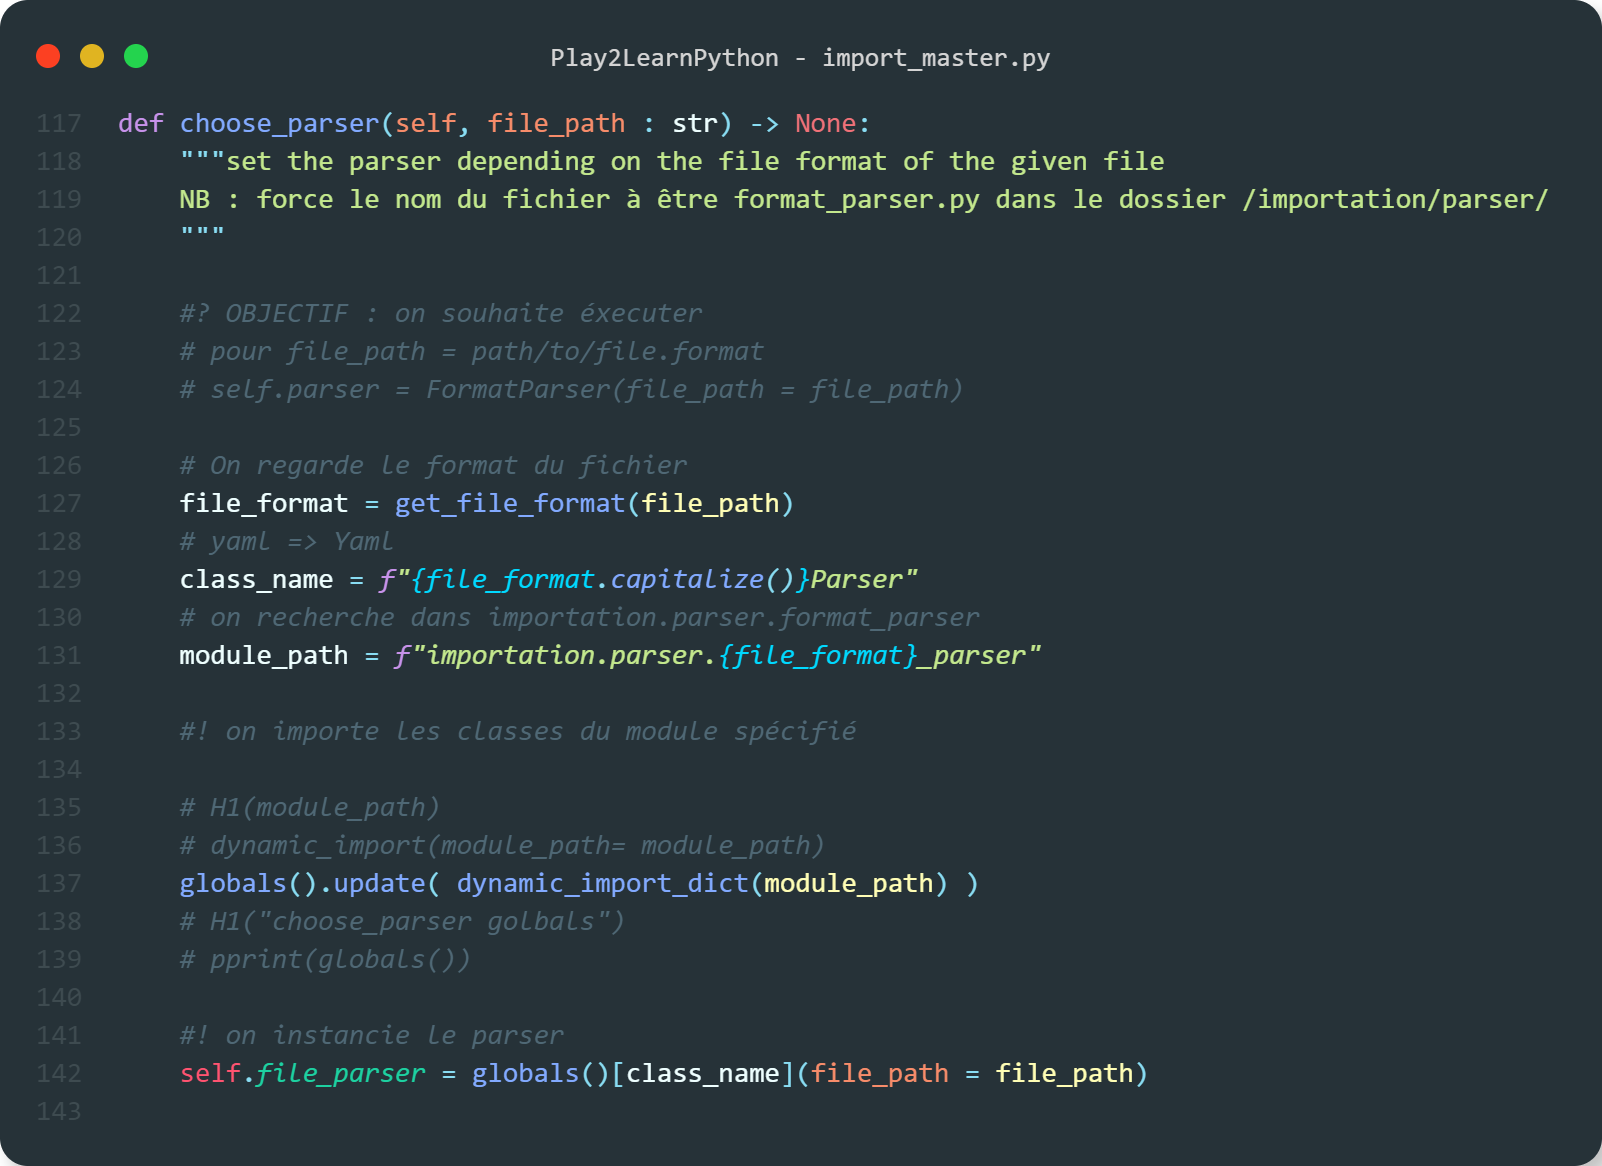 Play2LearnPython - import_master.py
117 def choose_parser(self, file_path : str) -> None:
118 """set the parser depending on the file format of the given file
119 NB : force le nom du fichier à être format_parser.py dans le dossier /importation/parser/
120 """
121
122 #? OBJECTIF : on souhaite éxecuter
123 # pour file_path = path/to/file.format
124 # self.parser = FormatParser(file_path = file_path)
125
126 # On regarde le format du fichier
127 file_format = get_file_format(file_path)
128 # yaml => Yaml
129 class_name = f"{file_format.capitalize()}Parser"
130 # on recherche dans importation.parser.format_parser
131 module_path = f"importation.parser.{file_format}_parser"
132
133 #! on importe les classes du module spécifié
134
135 # H1(module_path)
136 # dynamic_import(module_path= module_path)
137 globals().update( dynamic_import_dict(module_path) )
138 # H1("choose_parser golbals")
139 # pprint(globals())
140
141 #! on instancie le parser
142 self.file_parser = globals()[class_name](file_path = file_path)
143